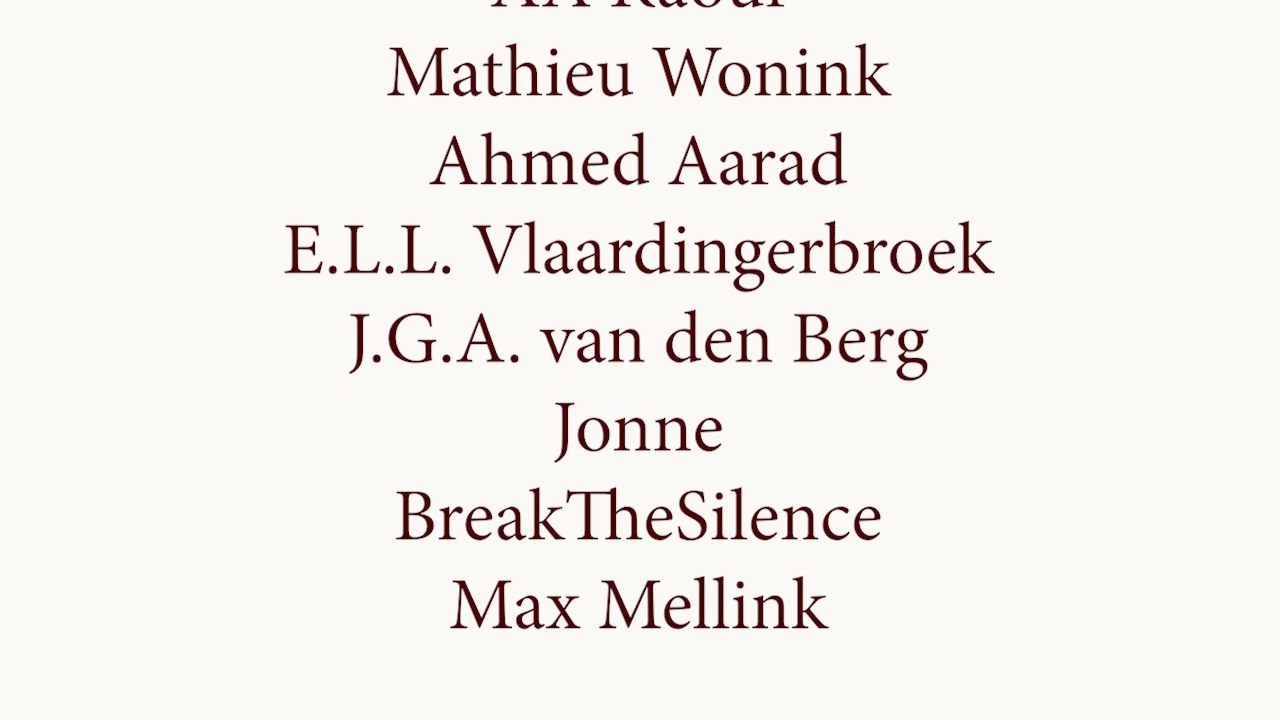 Mathieu Wonink
Ahmed Aarad
E.L.L. Vlaardingerbroek
J.G.A. van den Berg
Jonne
BreakTheSilence
Max Mellink